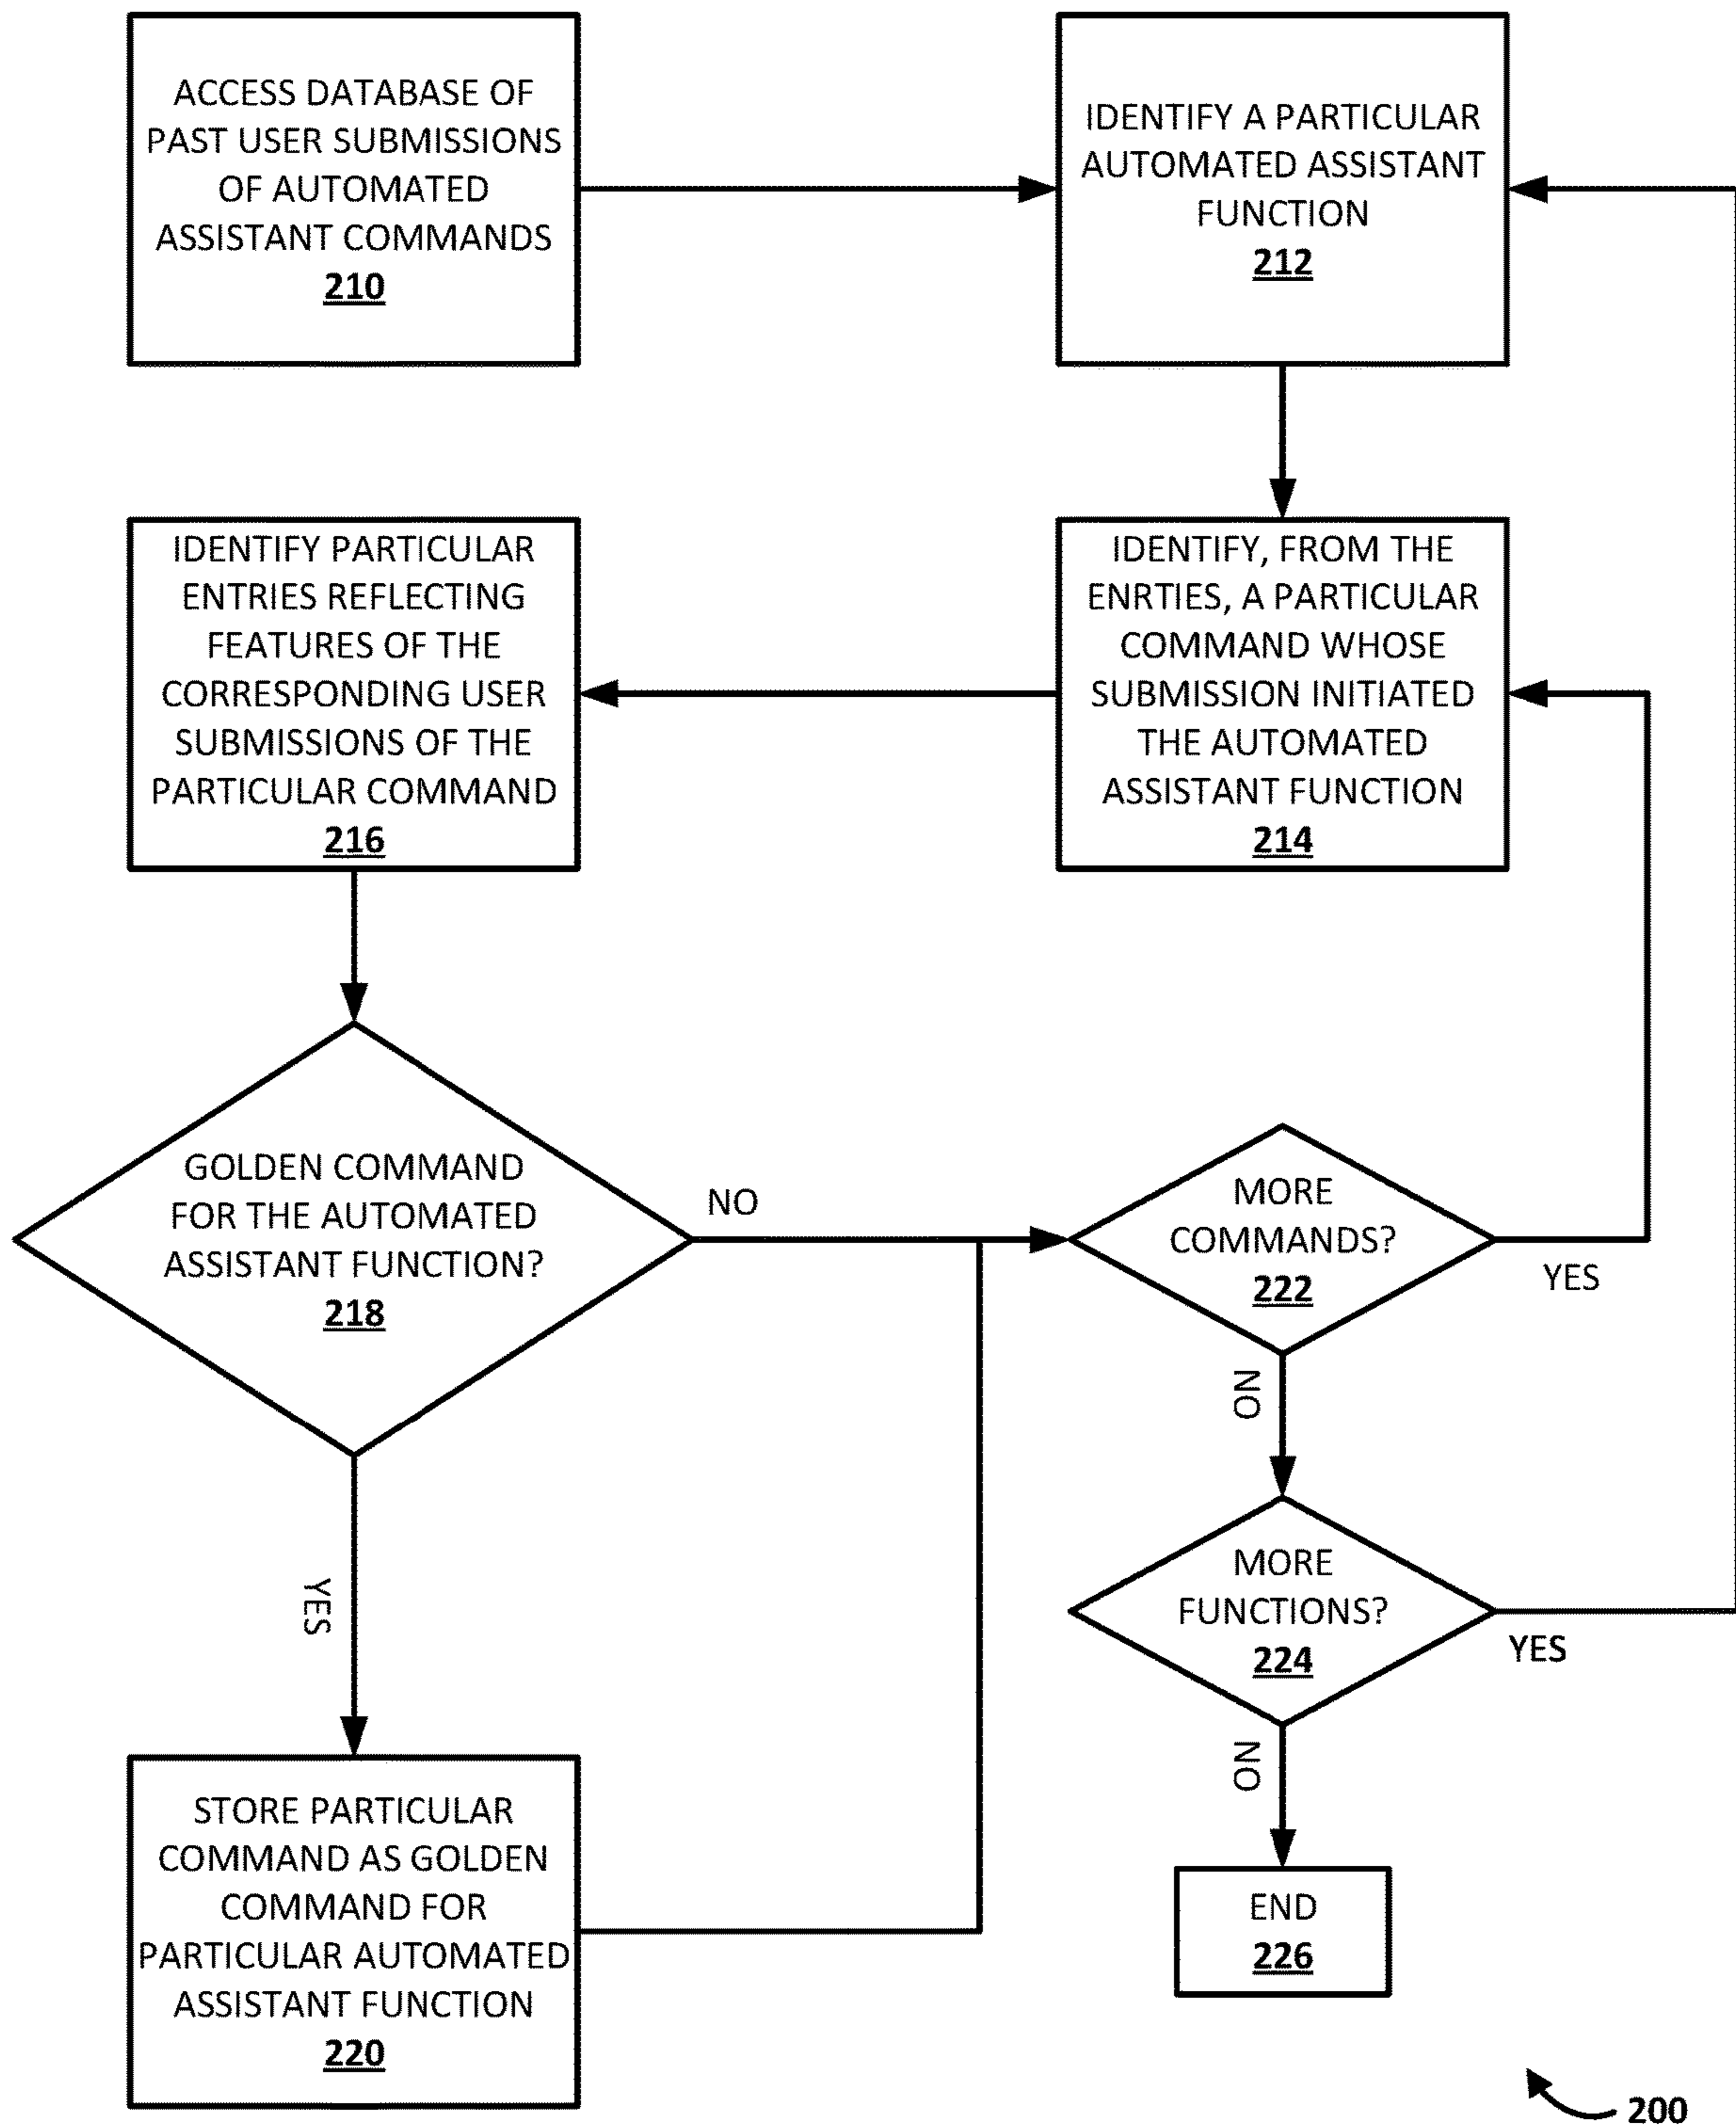 ACCESS DATABASE OF
PAST USER SUBMISSIONS
OF AUTOMATED
ASSISTANT COMMANDS
210
IDENTIFY A PARTICULAR
AUTOMATED ASSISTANT
FUNCTION
212
IDENTIFY, FROM THE
ENRTIES, A PARTICULAR
COMMAND WHOSE
SUBMISSION INITIATED
THE AUTOMATED
ASSISTANT FUNCTION
214
IDENTIFY PARTICULAR
ENTRIES REFLECTING
FEATURES OF THE
CORRESPONDING USER
SUBMISSIONS OF THE
PARTICULAR COMMAND
216
GOLDEN COMMAND
FOR THE AUTOMATED
ASSISTANT FUNCTION?
218
NO
YES
STORE PARTICULAR
COMMAND AS GOLDEN
COMMAND FOR
PARTICULAR AUTOMATED
ASSISTANT FUNCTION
220
MORE
COMMANDS?
222
YES
NO
MORE
FUNCTIONS?
224
YES
NO
END
226
200